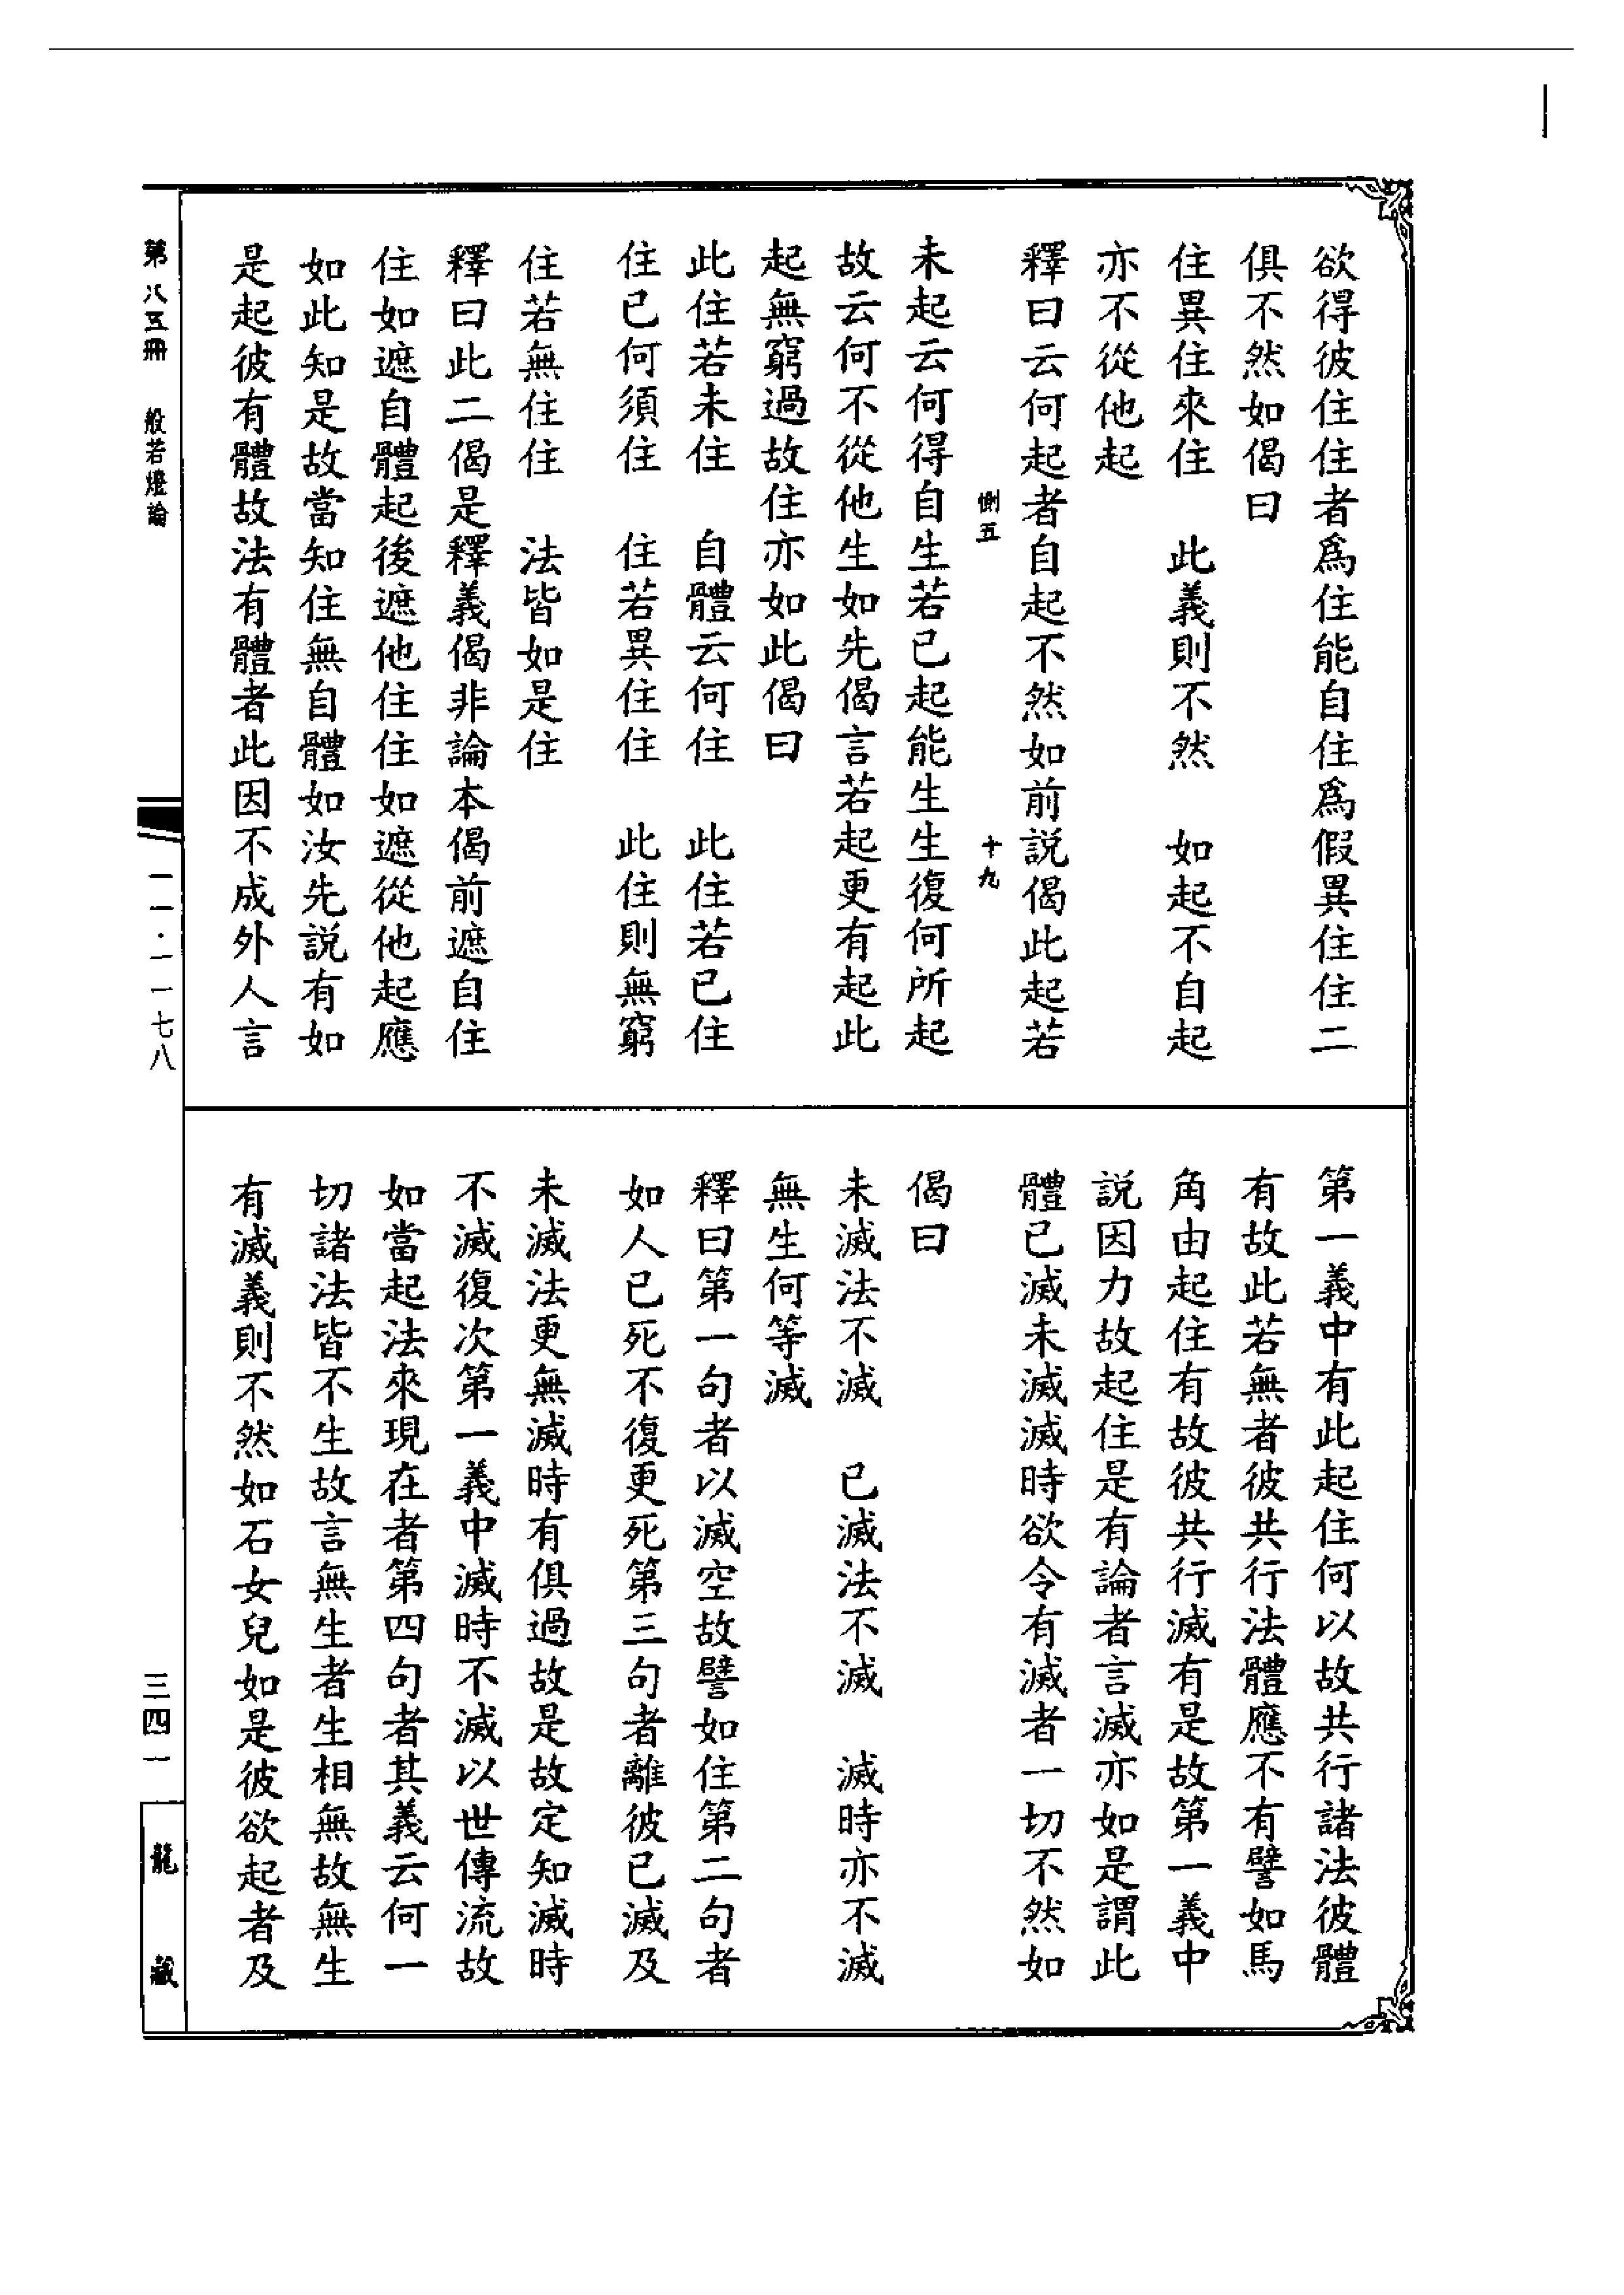 欲得彼住住者爲住能自住爲假異住住二
俱不然如偈曰
住異住來住　此義則不然　如起不自起
亦不從他起
釋曰云何起者自起不然如前説偈此起若
惻五　十九
未起云何得自生若已起能生生復何所起
故云何不從他生如先偈言若起更有起此
起無窮過故住亦如此偈曰
此住若未住　自體云何住　此住若已住
住已何須住　住若異住住　此住則無窮
住若無住住　法皆如是住
釋曰此二偈是釋義偈非論本偈前遮自住
住如遮自體起後遮他住住如遮從他起應
如此知是故當知住無自體如汝先説有如
是起彼有體故法有體者此因不成外人言
第一義中有此起住何以故共行諸法彼體
有故此若無者彼共行法體應不有譬如馬
角由起住有故彼共行滅有是故第一義中
説因力故起住是有論者言滅亦如是謂此
體已滅未滅滅時欲令有滅者一切不然如
偈曰
未滅法不滅　已滅法不滅　滅時亦不滅
無生何等滅
釋曰第一句者以滅空故譬如住第二句者
如人已死不復更死第三句者離彼已滅及
未滅法更無滅時有俱過故是故定知滅時
不滅復次第一義中滅時不滅以世傳流故
如當起法來現在者第四句者其義云何一
切諸法皆不生故言無生者生相無故無生
有滅義則不然如石女兒如是彼欲起者及
第八五冊　般若燈論
一一·一一七八
三四一
龍藏